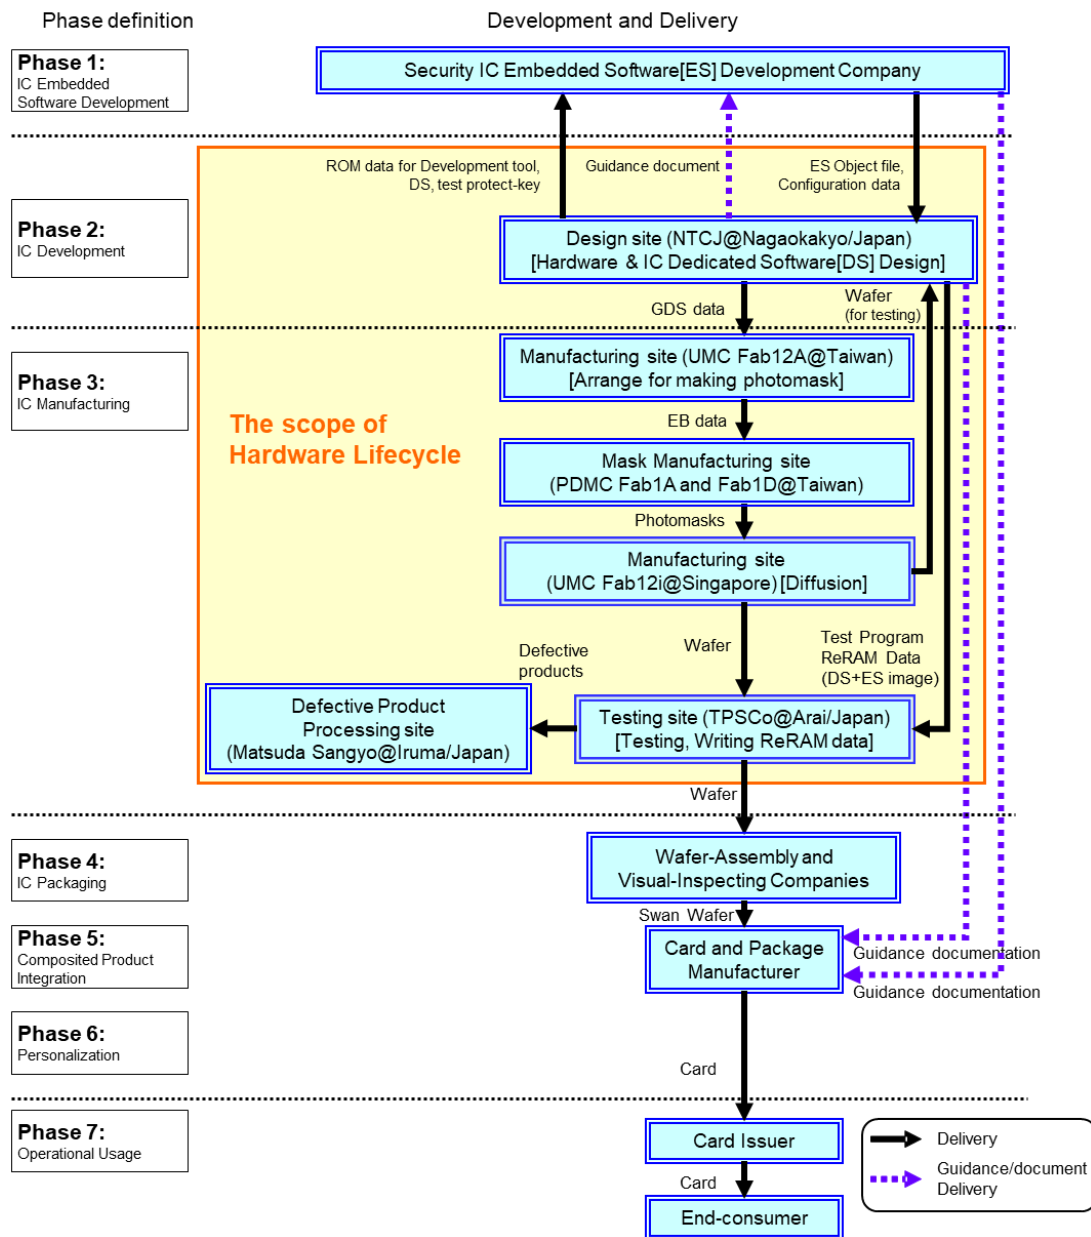 Phase definition
Development and Delivery
Phase 1:
IC Embedded
Software Development
Security IC Embedded Software[ES] Development Company
ROM data for Development tool,
DS, test protect-key
Guidance document
ES Object file,
Configuration data
Phase 2:
IC Development
Design site (NTCJ@Nagaokakyo/Japan)
[Hardware & IC Dedicated Software[DS] Design]
GDS data
Wafer
(for testing)
Phase 3:
IC Manufacturing
Manufacturing site (UMC Fab12A@Taiwan)
[Arrange for making photomask]
The scope of
Hardware Lifecycle
EB data
Mask Manufacturing site
(PDMC Fab1A and Fab1D@Taiwan)
Photomasks
Manufacturing site
(UMC Fab12i@Singapore) [Diffusion]
Wafer
Test Program
ReRAM Data
(DS+ES image)
Defective
products
Defective Product
Processing site
(Matsuda Sangyo@Iruma/Japan)
Testing site (TPSCo@Arai/Japan)
[Testing, Writing ReRAM data]
Wafer
Phase 4:
IC Packaging
Wafer-Assembly and
Visual-Inspecting Companies
Swan Wafer
Phase 5:
Composited Product
Integration
Card and Package
Manufacturer
Guidance documentation
Guidance documentation
Phase 6:
Personalization
Card
Phase 7:
Operational Usage
Card Issuer
Card
End-consumer
Delivery
Guidance/document
Delivery